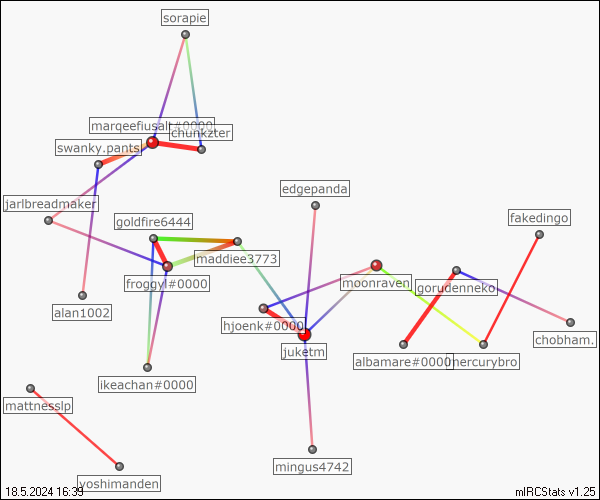 sorapie
marqeefiusalt#0000
chunkzter
swanky.pants
jarlbreadmaker
edgepanda
goldfire6444
fakedingo
maddiee3773
froggyl#0000
moonraven
gorudenneko
alan1002
hjoenk#0000
chobham.
juketm
albamare#0000
mercurybro
ikeachan#0000
mattnesslp
mingus4742
yoshimanden
18.5.2024 16:39
mIRCStats v1.25